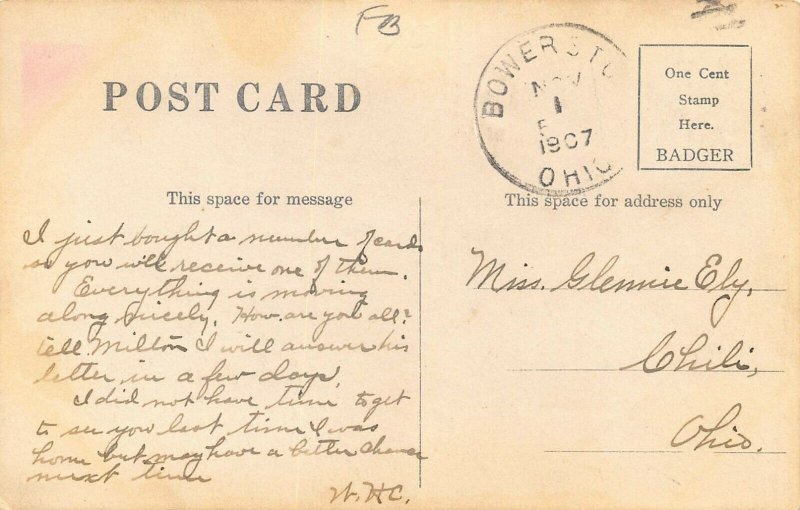 FB
POST CARD
BOWERSTO
NOV
1
1907
OHIO
One Cent
Stamp
Here.
BADGER
This space for message
This space for address only
I just bought a number of cards
so you will receive one of them.
Everything is moving
along nicely. How are you all?
tell Milton I will answer his
letter in a few days.
I did not have time to get
to see you last time I was
home but may have a better chance
next time
W.H.C.
Miss. Glennie Ely,
Chili,
Ohio.